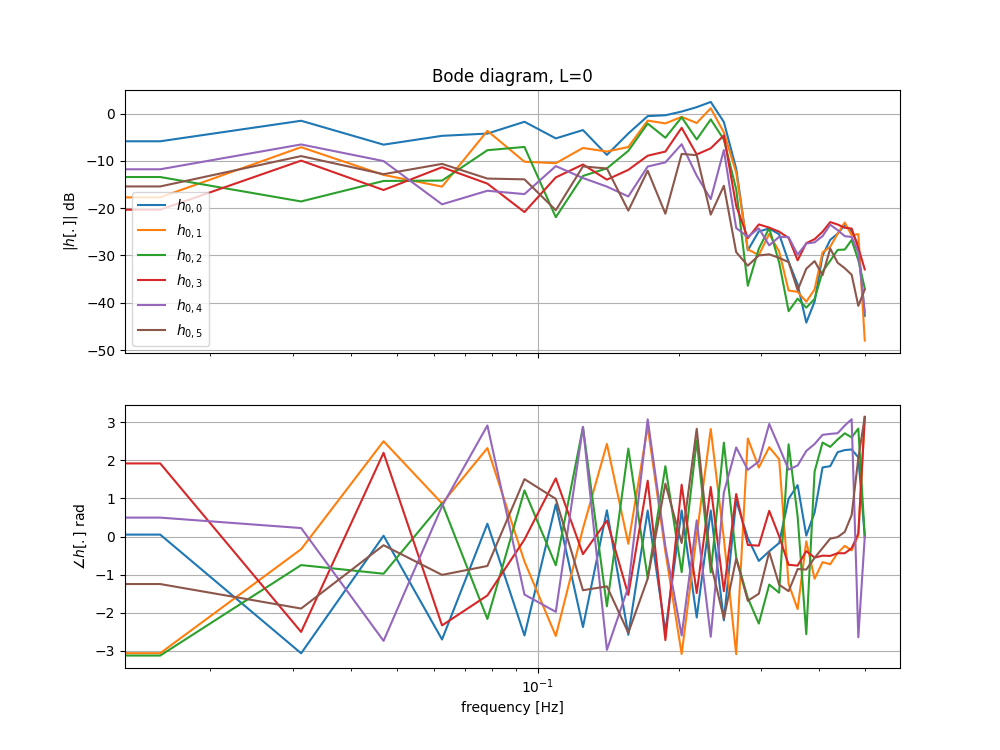 Bode diagram, L=0
|h[.]| dB
0
−10
−20
−30
−40
−50
h0,0
h0,1
h0,2
h0,3
h0,4
h0,5
∠h[.] rad
3
2
1
0
−1
−2
−3
10−1
frequency [Hz]